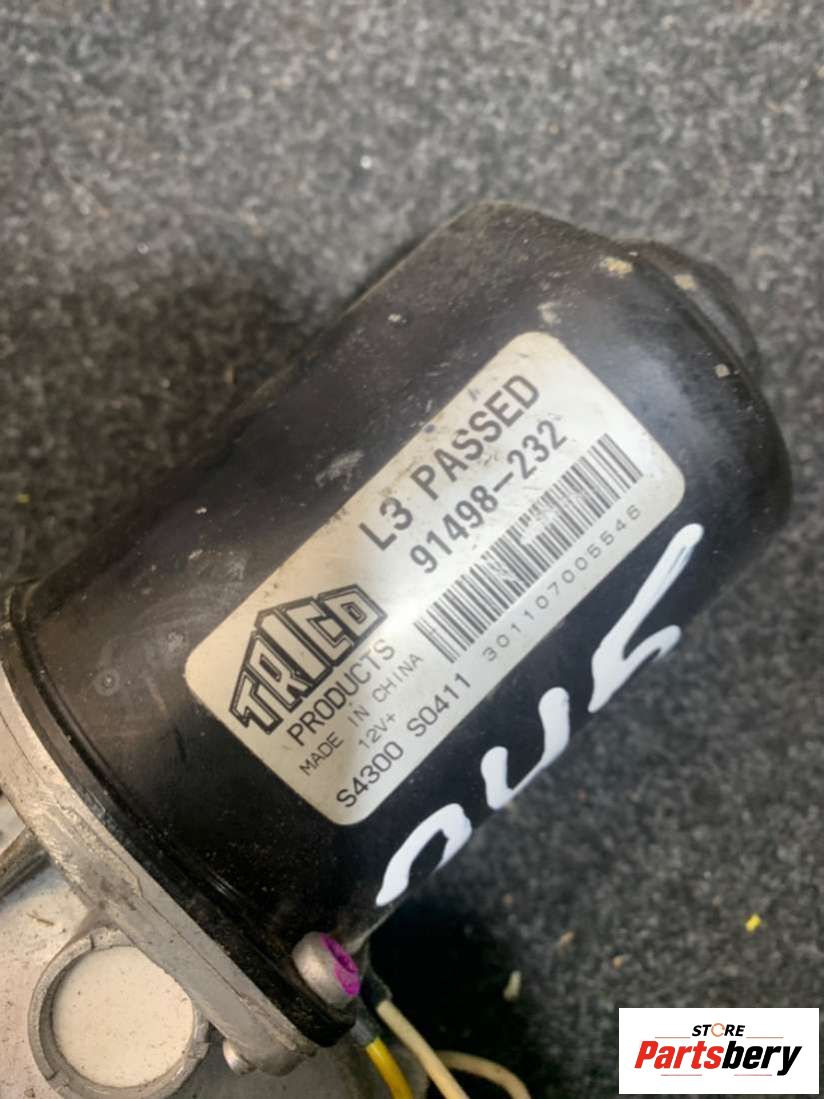 L3 PASSED
91498-232
TRICO
PRODUCTS
MADE IN CHINA
12V+
S4300 S0411 301107005546
STORE
Partsbery